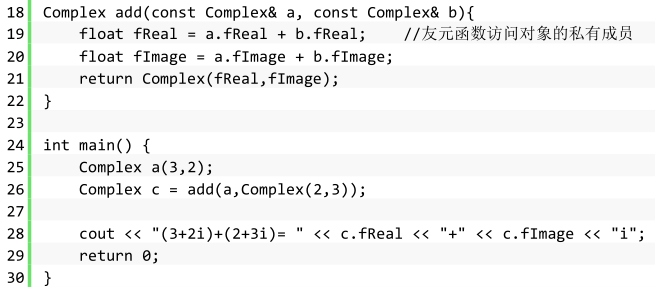 18 Complex add(const Complex& a, const Complex& b){
19     float fReal = a.fReal + b.fReal;    //友元函数访问对象的私有成员
20     float fImage = a.fImage + b.fImage;
21     return Complex(fReal,fImage);
22 }
23
24 int main() {
25     Complex a(3,2);
26     Complex c = add(a,Complex(2,3));
27
28     cout << "(3+2i)+(2+3i)= " << c.fReal << "+" << c.fImage << "i";
29     return 0;
30 }